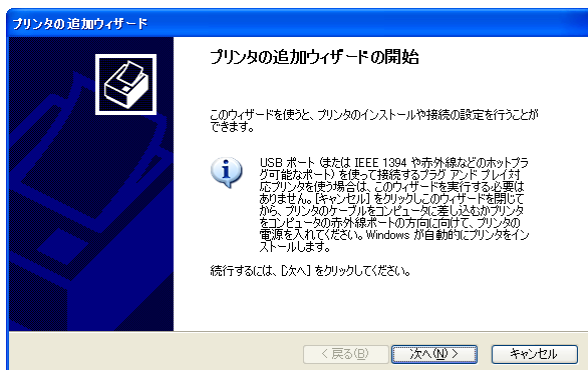 プリンタの追加ウィザード
プリンタの追加ウィザードの開始
このウィザードを使うと、プリンタのインストールや接続の設定を行うことが
できます。
USB ポート (または IEEE 1394 や赤外線などのホットプラ
グ可能なポート) を使って接続するプラグ アンド プレイ対
応プリンタを使う場合は、このウィザードを実行する必要は
ありません。[キャンセル] をクリックしこのウィザードを閉じて
から、プリンタのケーブルをコンピュータに差し込むかプリンタ
をコンピュータの赤外線ポートの方向に向けて、プリンタの
電源を入れてください。Windows が自動的にプリンタをイン
ストールします。
続行するには、[次へ] をクリックしてください。
< 戻る(B)
次へ(N) >
キャンセル